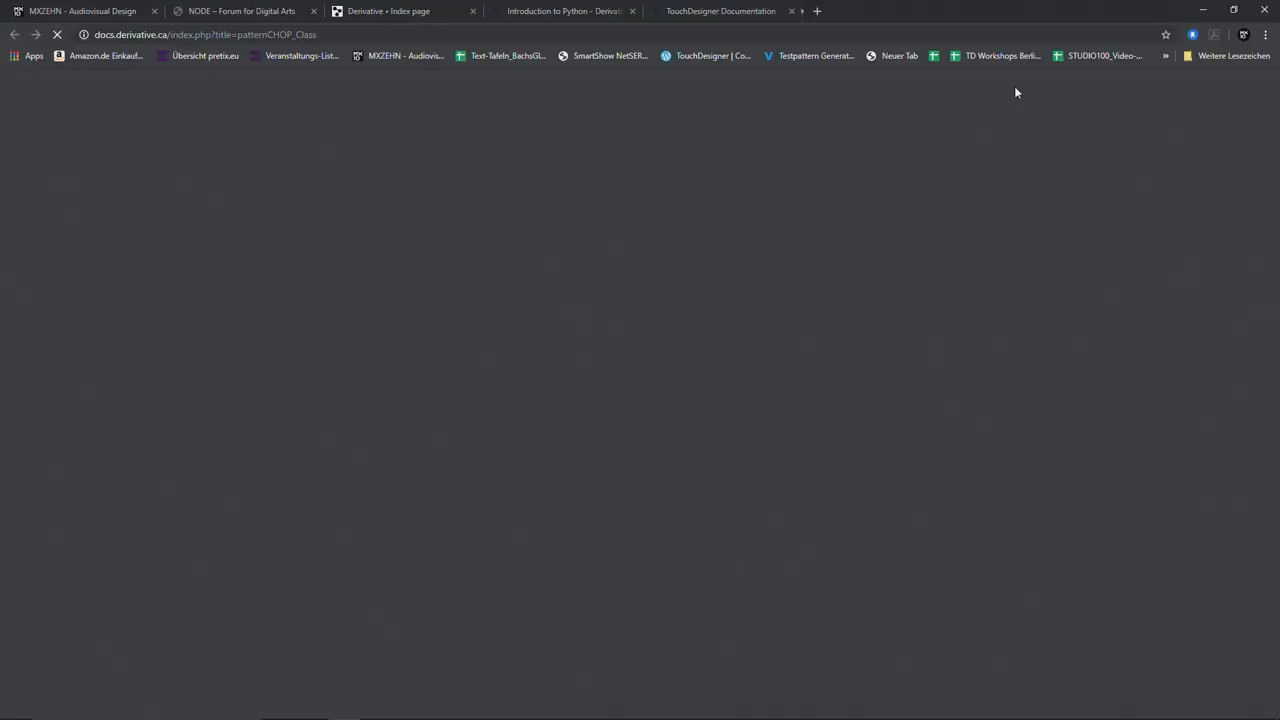 MXZEHN - Audiovisual Design
NODE – Forum for Digital Arts
Derivative • Index page
Introduction to Python - Derivati
TouchDesigner Documentation
docs.derivative.ca/index.php?title=patternCHOP_Class
Apps
Amazon.de Einkauf...
Übersicht pretix.eu
Veranstaltungs-List...
MXZEHN - Audiovis...
Text-Tafeln_BachsGl...
SmartShow NetSER...
TouchDesigner | Co...
Testpattern Generat...
Neuer Tab
TD Workshops Berli...
STUDIO100_Video-...
»
Weitere Lesezeichen